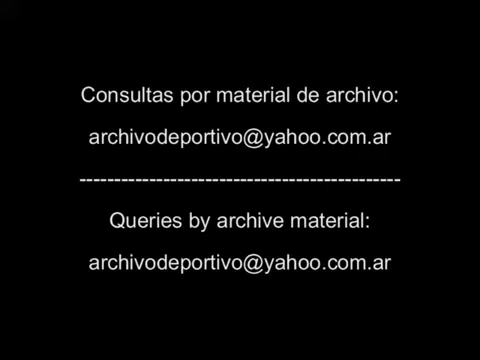 Consultas por material de archivo:
archivodeportivo@yahoo.com.ar
----------------------------------------------
Queries by archive material:
archivodeportivo@yahoo.com.ar